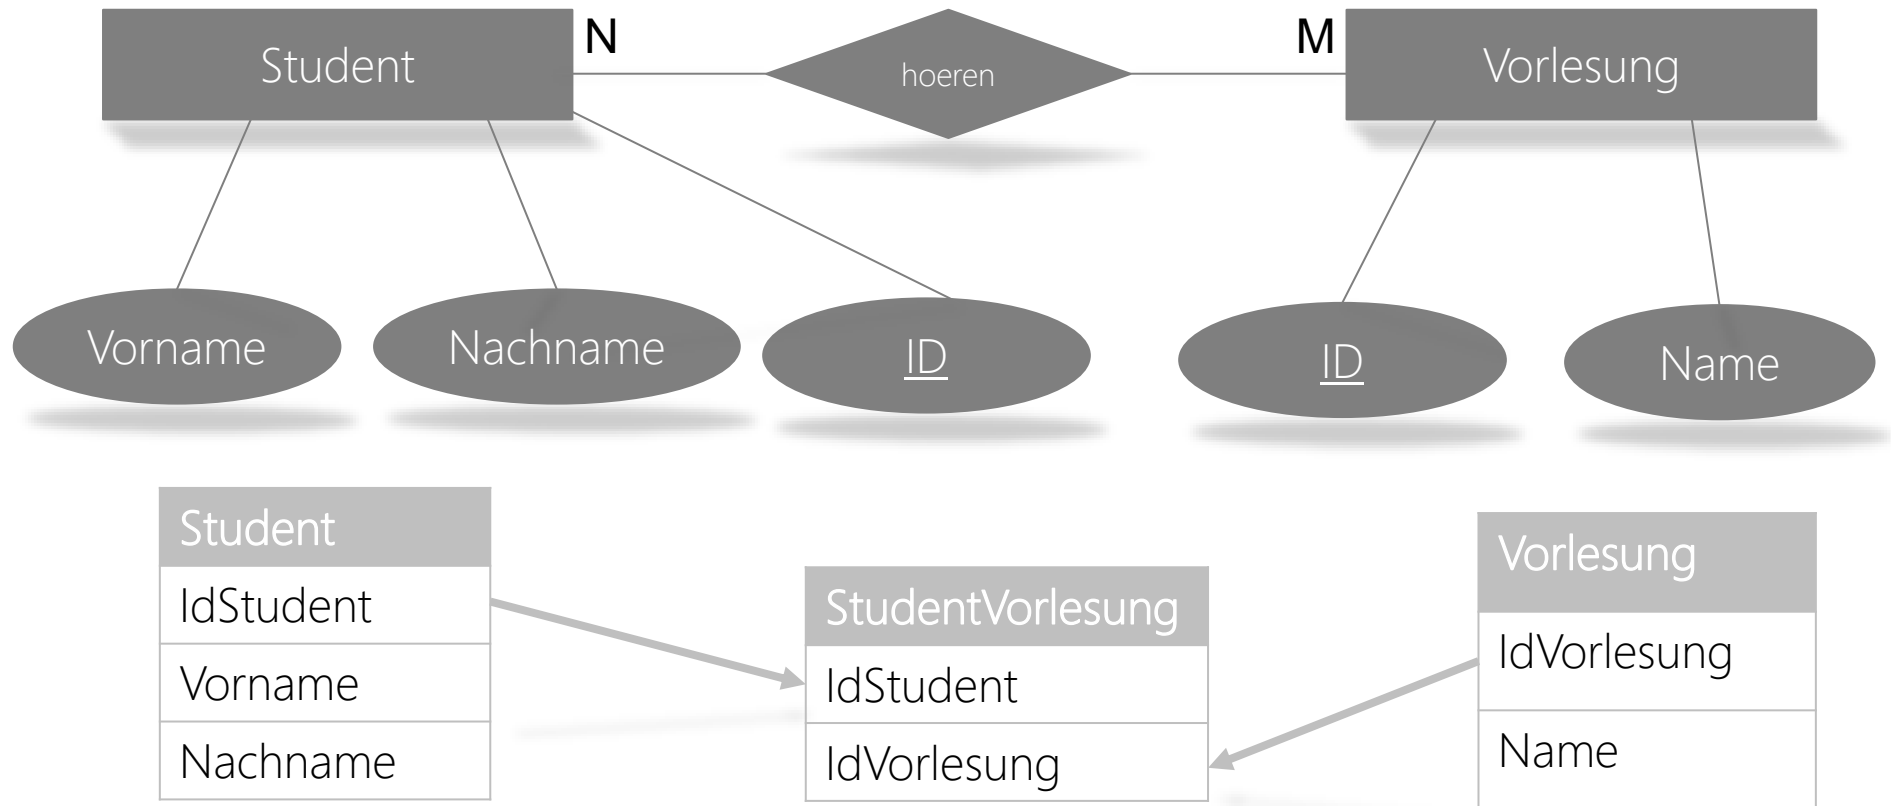 Student
N
hoeren
M
Vorlesung
Vorname
Nachname
ID
ID
Name
Student
IdStudent
Vorname
Nachname
StudentVorlesung
IdStudent
IdVorlesung
Vorlesung
IdVorlesung
Name